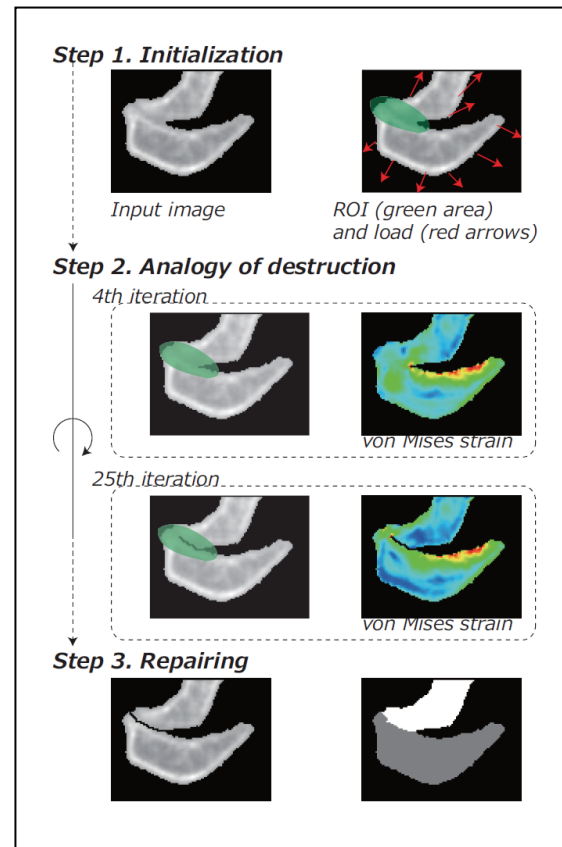 Step 1. Initialization
Input image
ROI (green area)
and load (red arrows)
Step 2. Analogy of destruction
4th iteration
von Mises strain
25th iteration
von Mises strain
Step 3. Repairing